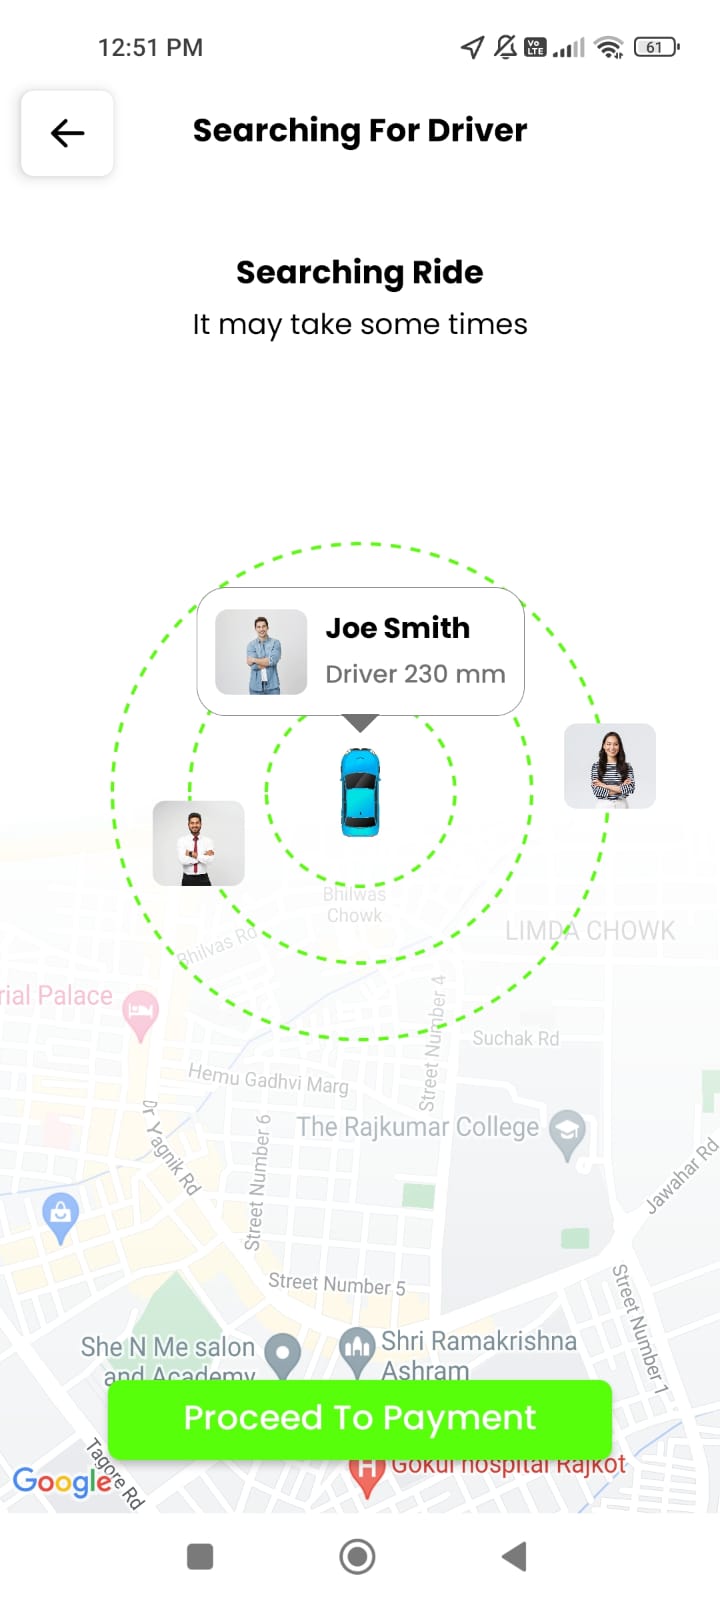 12:51 PM
Vo
LTE
61
Searching For Driver
Searching Ride
It may take some times
Joe Smith
Driver 230 mm
Bhilwas
Chowk
LIMDA CHOWK
Bhilvas Rd
rial Palace
Street Number 4
Suchak Rd
Hemu Gadhvi Marg
The Rajkumar College
Dr Yagnik Rd
Street Number 6
Jawahar Rd
Street Number 5
Street Number 1
She N Me salon
and Academy
Shri Ramakrishna
Ashram
Proceed To Payment
H
Gokul hospital Rajkot
Tagore Rd
Google